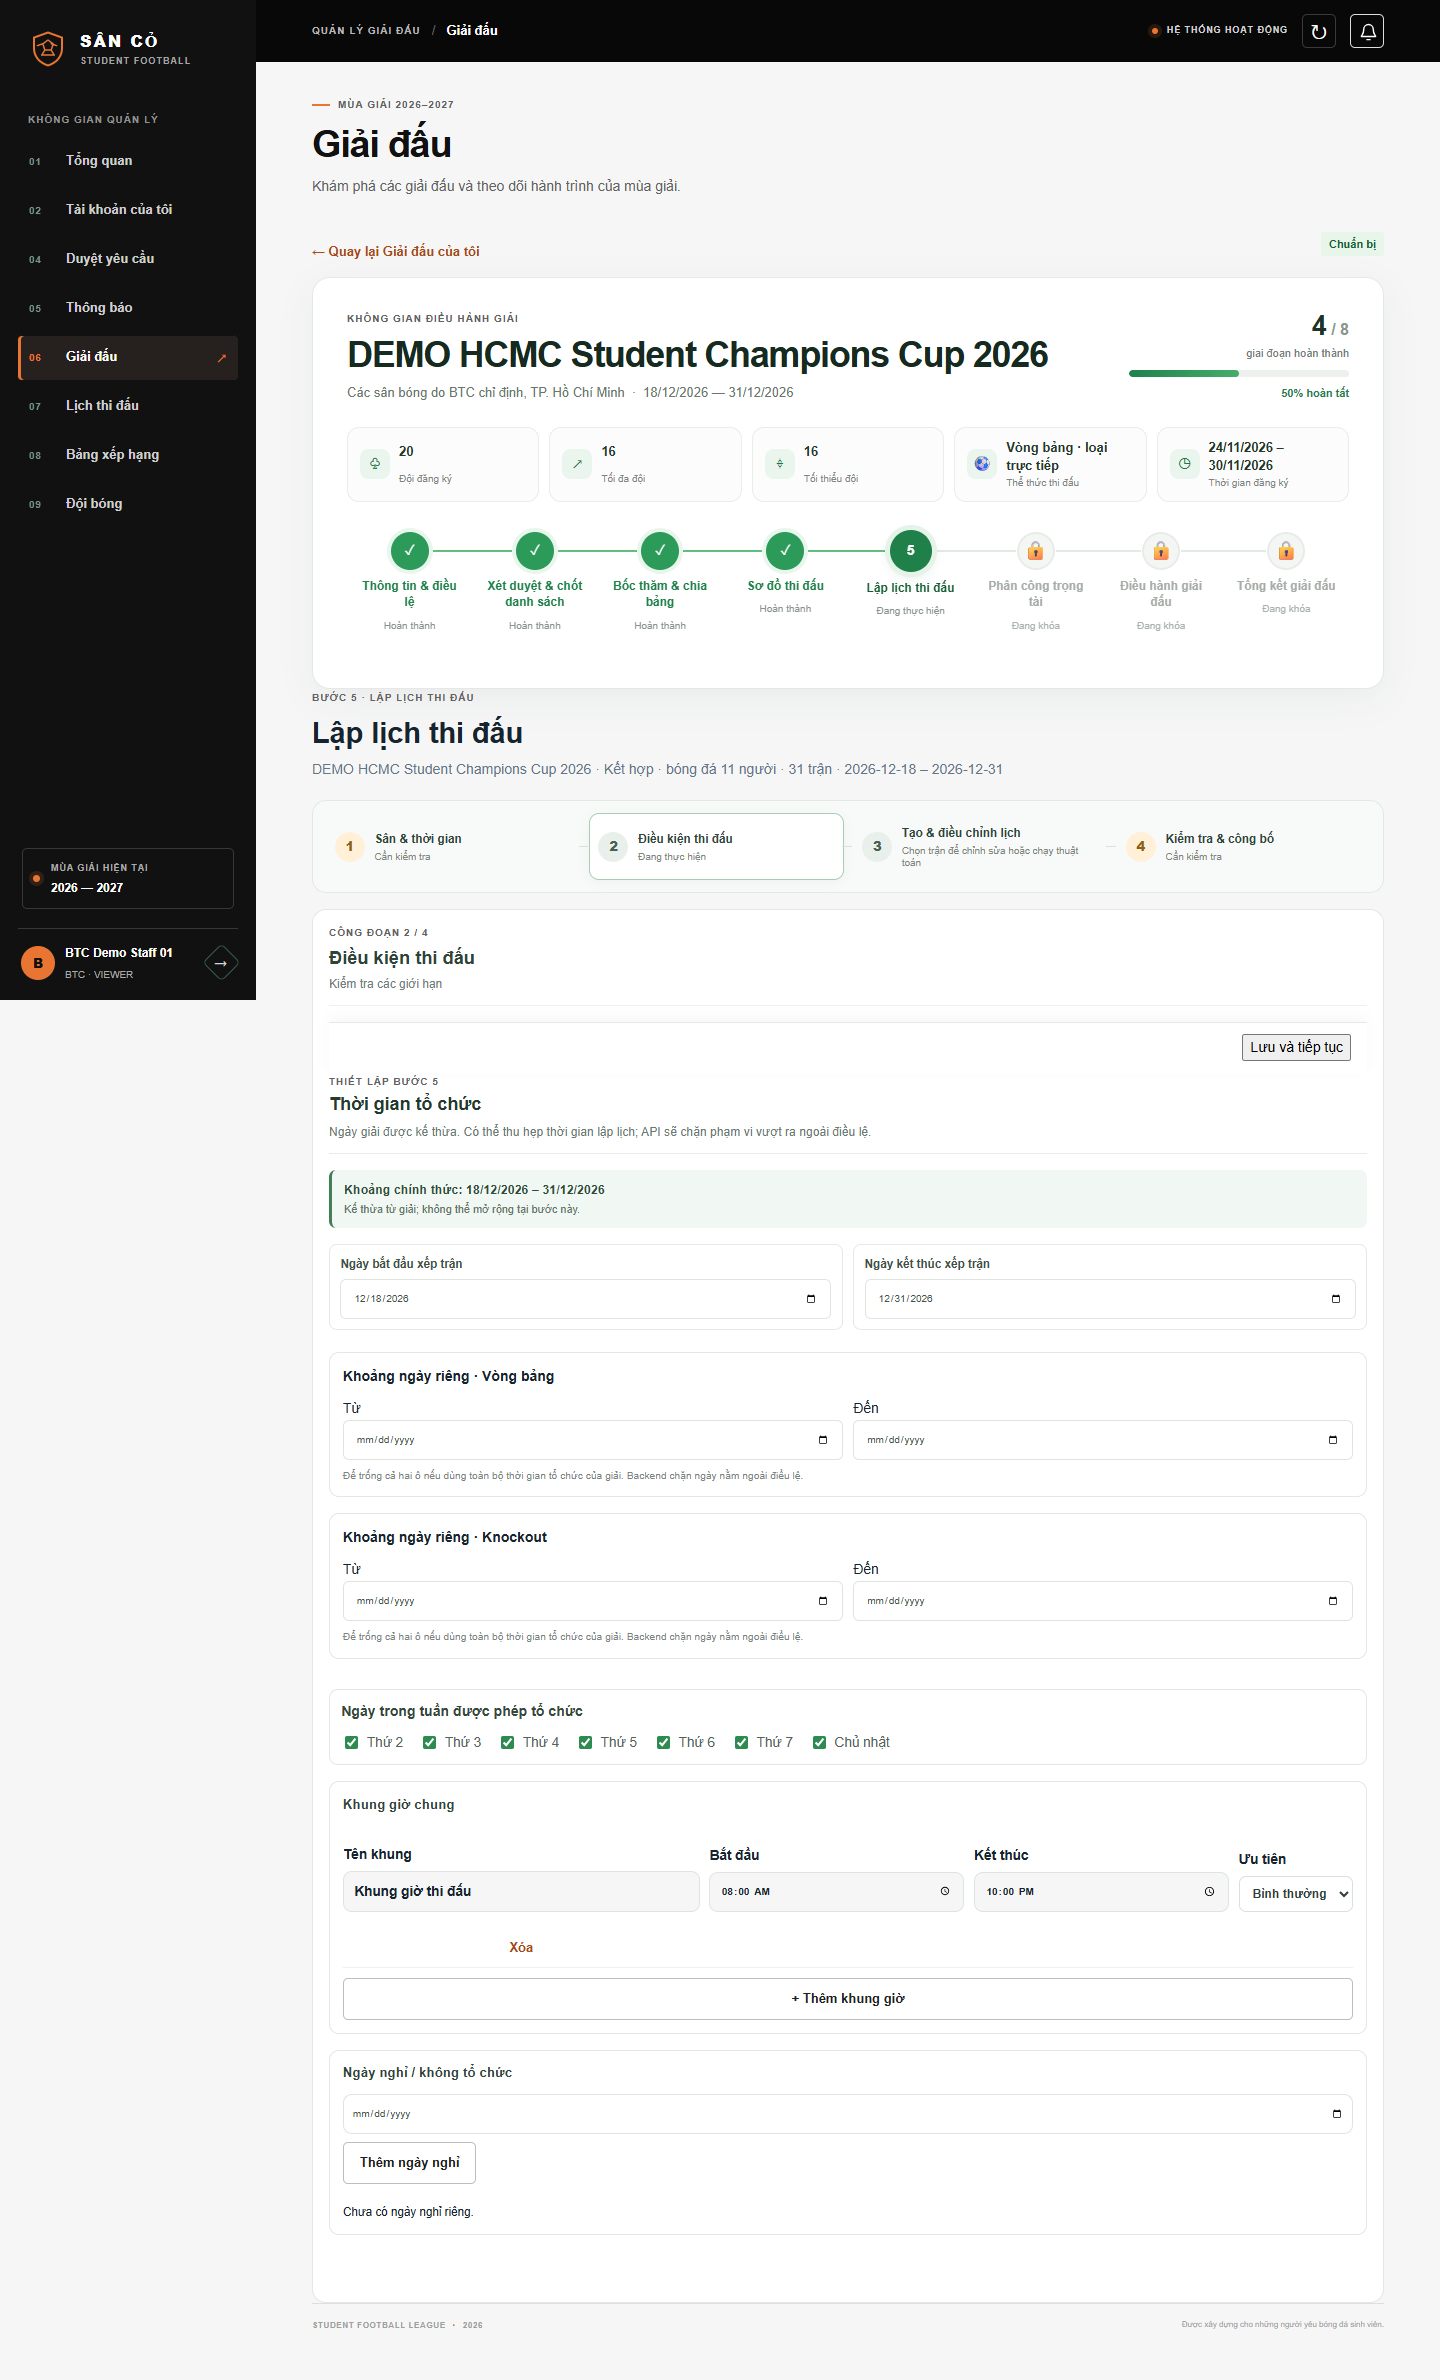 SÂN CỎ
STUDENT FOOTBALL
KHÔNG GIAN QUẢN LÝ
01 Tổng quan
02 Tài khoản của tôi
04 Duyệt yêu cầu
05 Thông báo
06 Giải đấu ↗
07 Lịch thi đấu
08 Bảng xếp hạng
09 Đội bóng
MÙA GIẢI HIỆN TẠI
2026 — 2027
B
BTC Demo Staff 01
BTC · VIEWER
→
QUẢN LÝ GIẢI ĐẤU / Giải đấu
HỆ THỐNG HOẠT ĐỘNG
↻
MÙA GIẢI 2026–2027
Giải đấu
Khám phá các giải đấu và theo dõi hành trình của mùa giải.
← Quay lại Giải đấu của tôi
Chuẩn bị
KHÔNG GIAN ĐIỀU HÀNH GIẢI
DEMO HCMC Student Champions Cup 2026
Các sân bóng do BTC chỉ định, TP. Hồ Chí Minh · 18/12/2026 — 31/12/2026
4 / 8
giai đoạn hoàn thành
50% hoàn tất
20
Đội đăng ký
16
Tối đa đội
16
Tối thiểu đội
Vòng bảng · loại
trực tiếp
Thể thức thi đấu
24/11/2026 –
30/11/2026
Thời gian đăng ký
✓
Thông tin & điều
lệ
Hoàn thành
✓
Xét duyệt & chốt
danh sách
Hoàn thành
✓
Bốc thăm & chia
bảng
Hoàn thành
✓
Sơ đồ thi đấu
Hoàn thành
5
Lập lịch thi đấu
Đang thực hiện
Phân công trọng
tài
Đang khóa
Điều hành giải
đấu
Đang khóa
Tổng kết giải đấu
Đang khóa
BƯỚC 5 · LẬP LỊCH THI ĐẤU
Lập lịch thi đấu
DEMO HCMC Student Champions Cup 2026 · Kết hợp · bóng đá 11 người · 31 trận · 2026-12-18 – 2026-12-31
1
Sân & thời gian
Cần kiểm tra
2
Điều kiện thi đấu
Đang thực hiện
3
Tạo & điều chỉnh lịch
Chọn trận để chỉnh sửa hoặc chạy thuật
toán
4
Kiểm tra & công bố
Cần kiểm tra
CÔNG ĐOẠN 2 / 4
Điều kiện thi đấu
Kiểm tra các giới hạn
Lưu và tiếp tục
THIẾT LẬP BƯỚC 5
Thời gian tổ chức
Ngày giải được kế thừa. Có thể thu hẹp thời gian lập lịch; API sẽ chặn phạm vi vượt ra ngoài điều lệ.
Khoảng chính thức: 18/12/2026 – 31/12/2026
Kế thừa từ giải; không thể mở rộng tại bước này.
Ngày bắt đầu xếp trận
12/18/2026
Ngày kết thúc xếp trận
12/31/2026
Khoảng ngày riêng · Vòng bảng
Từ
mm/dd/yyyy
Đến
mm/dd/yyyy
Để trống cả hai ô nếu dùng toàn bộ thời gian tổ chức của giải. Backend chặn ngày nằm ngoài điều lệ.
Khoảng ngày riêng · Knockout
Từ
mm/dd/yyyy
Đến
mm/dd/yyyy
Để trống cả hai ô nếu dùng toàn bộ thời gian tổ chức của giải. Backend chặn ngày nằm ngoài điều lệ.
Ngày trong tuần được phép tổ chức
Thứ 2 Thứ 3 Thứ 4 Thứ 5 Thứ 6 Thứ 7 Chủ nhật
Khung giờ chung
Tên khung
Khung giờ thi đấu
Bắt đầu
08:00 AM
Kết thúc
10:00 PM
Ưu tiên
Bình thường
Xóa
+ Thêm khung giờ
Ngày nghỉ / không tổ chức
mm/dd/yyyy
Thêm ngày nghỉ
Chưa có ngày nghỉ riêng.
STUDENT FOOTBALL LEAGUE • 2026
Được xây dựng cho những người yêu bóng đá sinh viên.